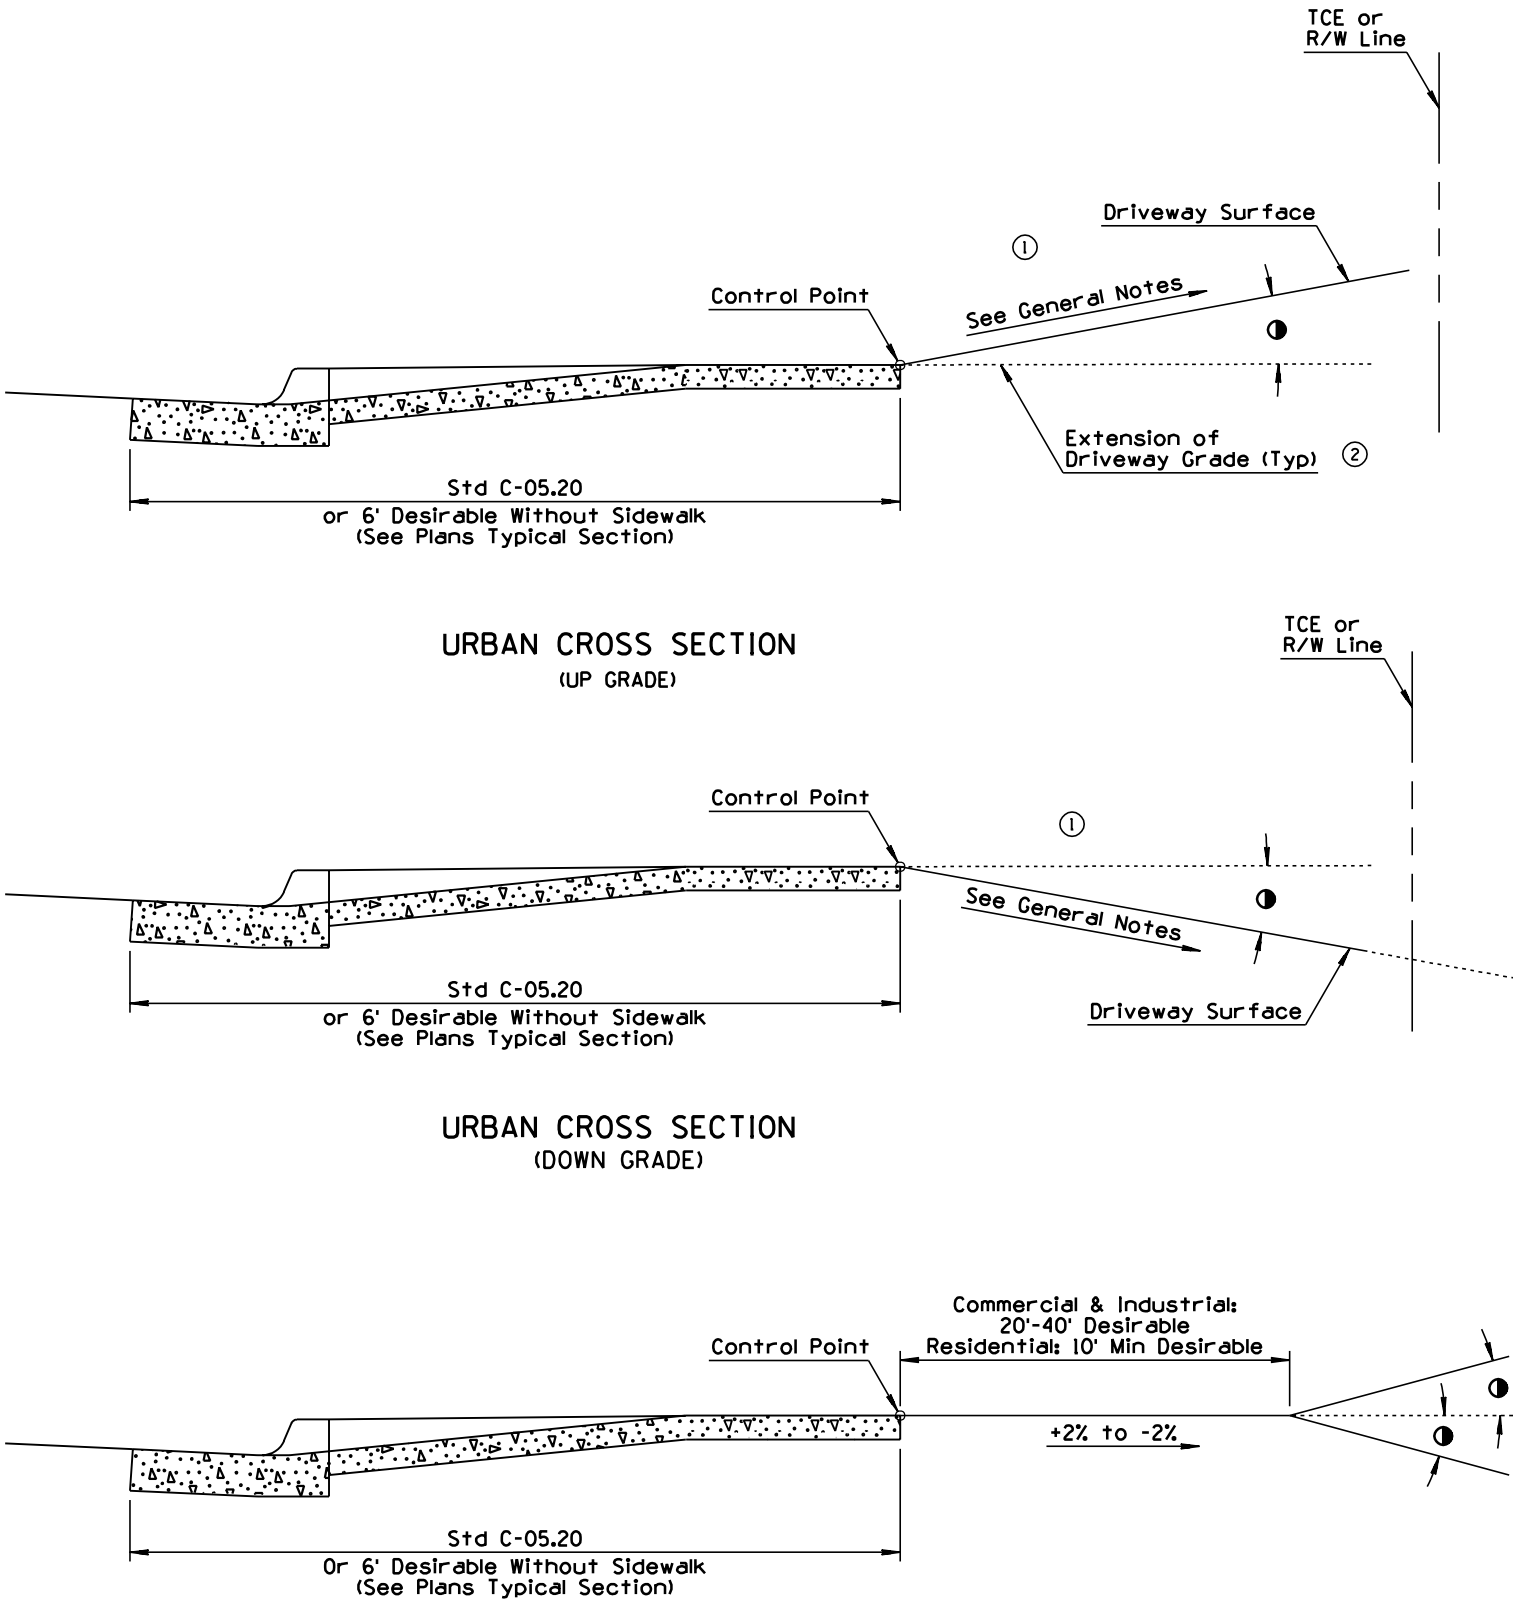 TCE or
R/W Line
Driveway Surface
①
See General Notes
Control Point
Extension of
Driveway Grade (Typ)
②
Std C-05.20
or 6' Desirable Without Sidewalk
(See Plans Typical Section)
URBAN CROSS SECTION
(UP GRADE)
TCE or
R/W Line
Control Point
①
See General Notes
Driveway Surface
Std C-05.20
or 6' Desirable Without Sidewalk
(See Plans Typical Section)
URBAN CROSS SECTION
(DOWN GRADE)
Commercial & Industrial:
20'-40' Desirable
Residential: 10' Min Desirable
Control Point
+2% to -2%
Std C-05.20
Or 6' Desirable Without Sidewalk
(See Plans Typical Section)